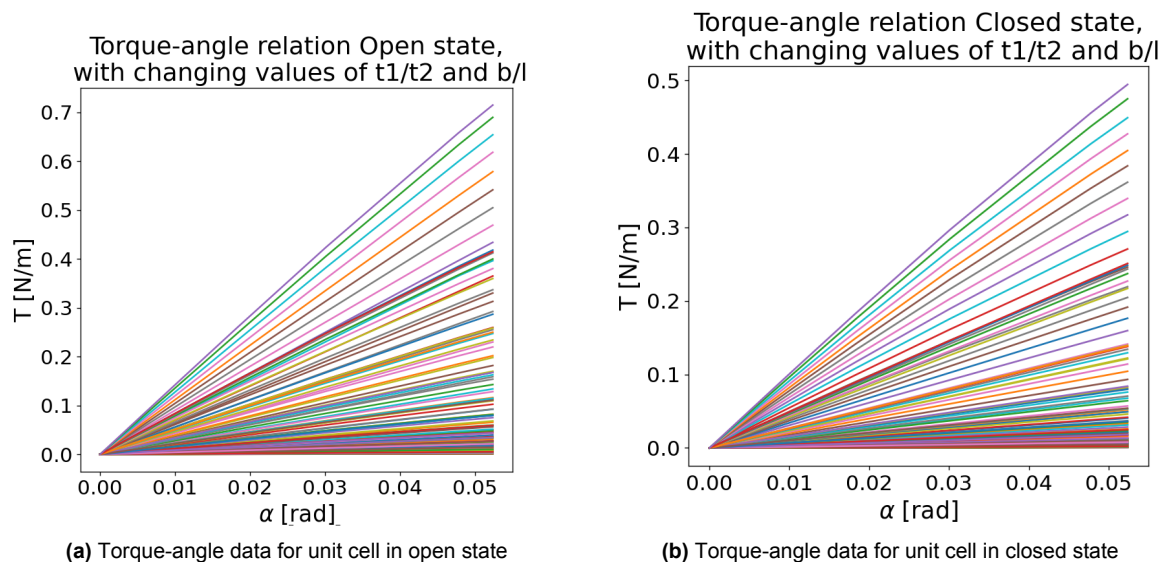 Torque-angle relation Open state,
with changing values of t1/t2 and b/l
0.7
0.6
0.5
0.4
0.3
0.2
0.1
0.0
T [N/m]
0.00 0.01 0.02 0.03 0.04 0.05
α [rad]
(a) Torque-angle data for unit cell in open state
Torque-angle relation Closed state,
with changing values of t1/t2 and b/l
0.5
0.4
0.3
0.2
0.1
0.0
T [N/m]
0.00 0.01 0.02 0.03 0.04 0.05
α [rad]
(b) Torque-angle data for unit cell in closed state